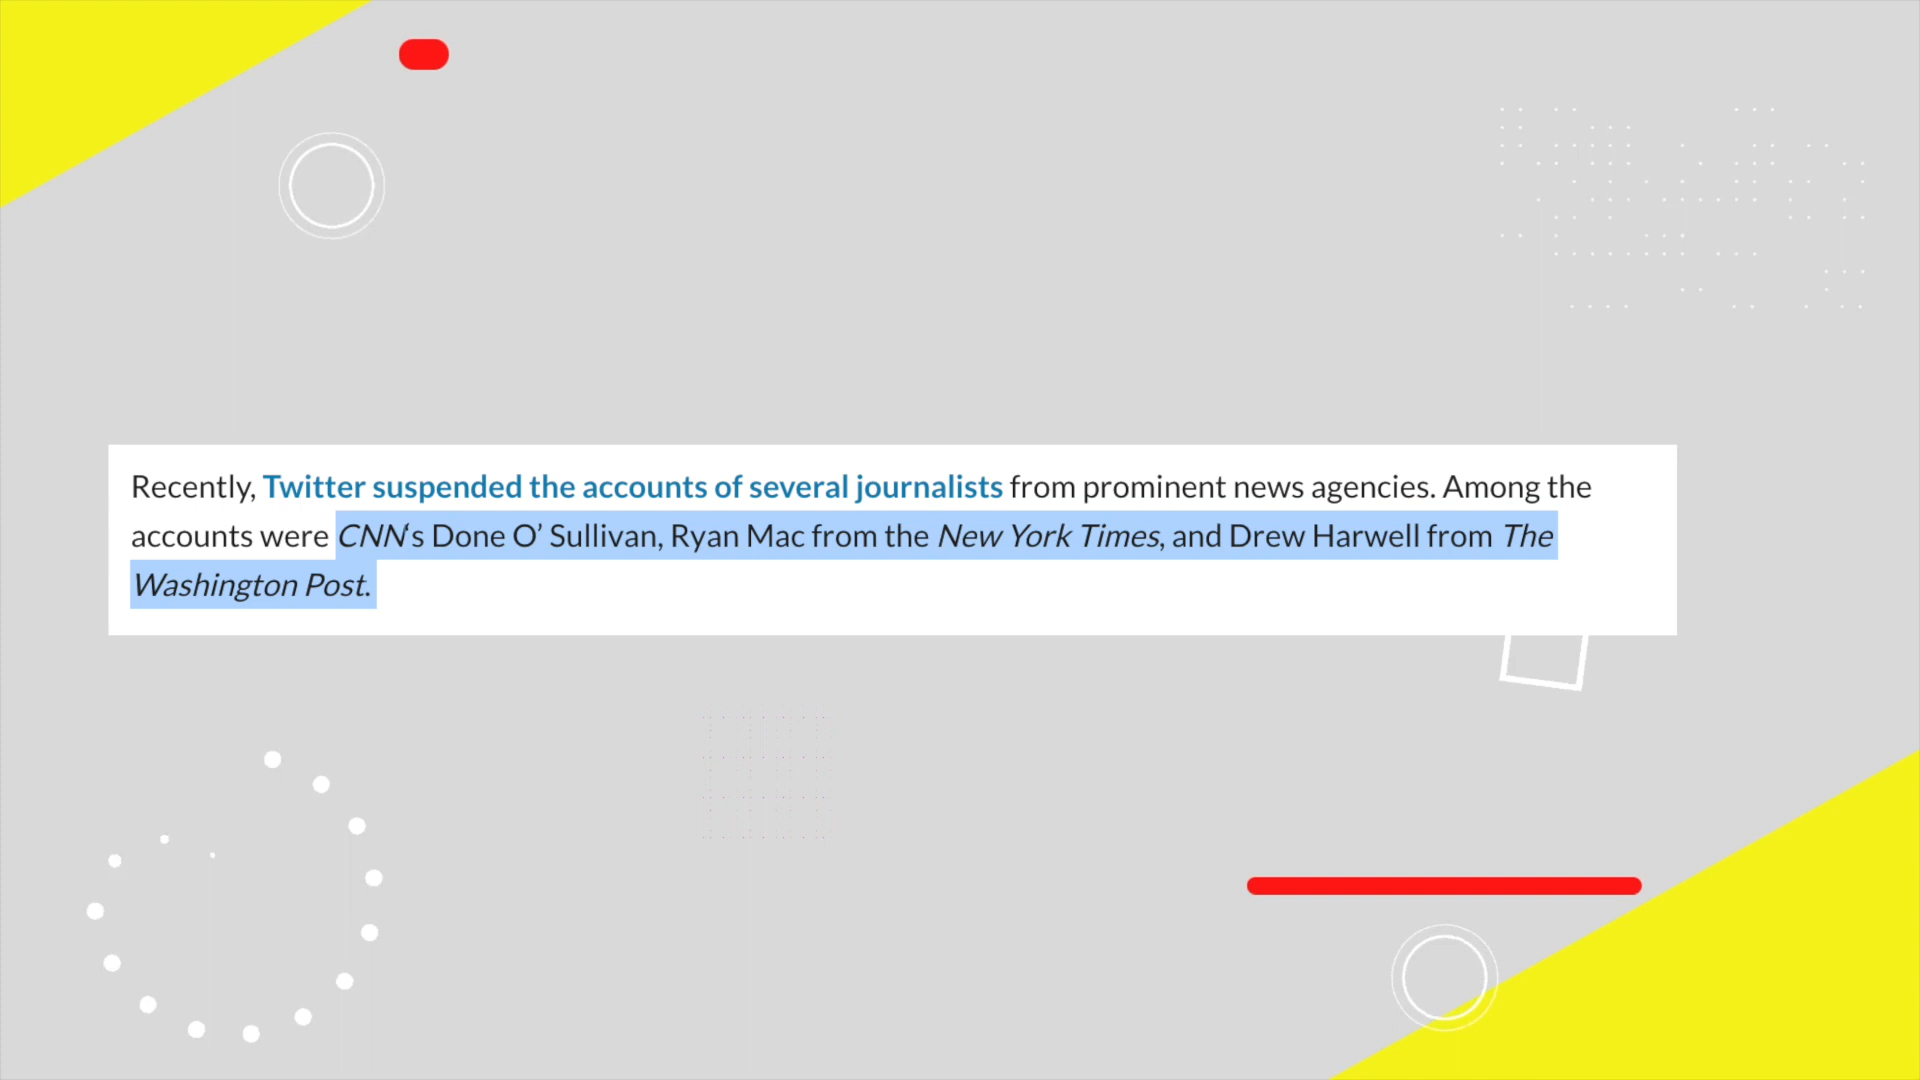 Recently, Twitter suspended the accounts of several journalists from prominent news agencies. Among the
accounts were CNN‘s Done O’ Sullivan, Ryan Mac from the New York Times, and Drew Harwell from The
Washington Post.